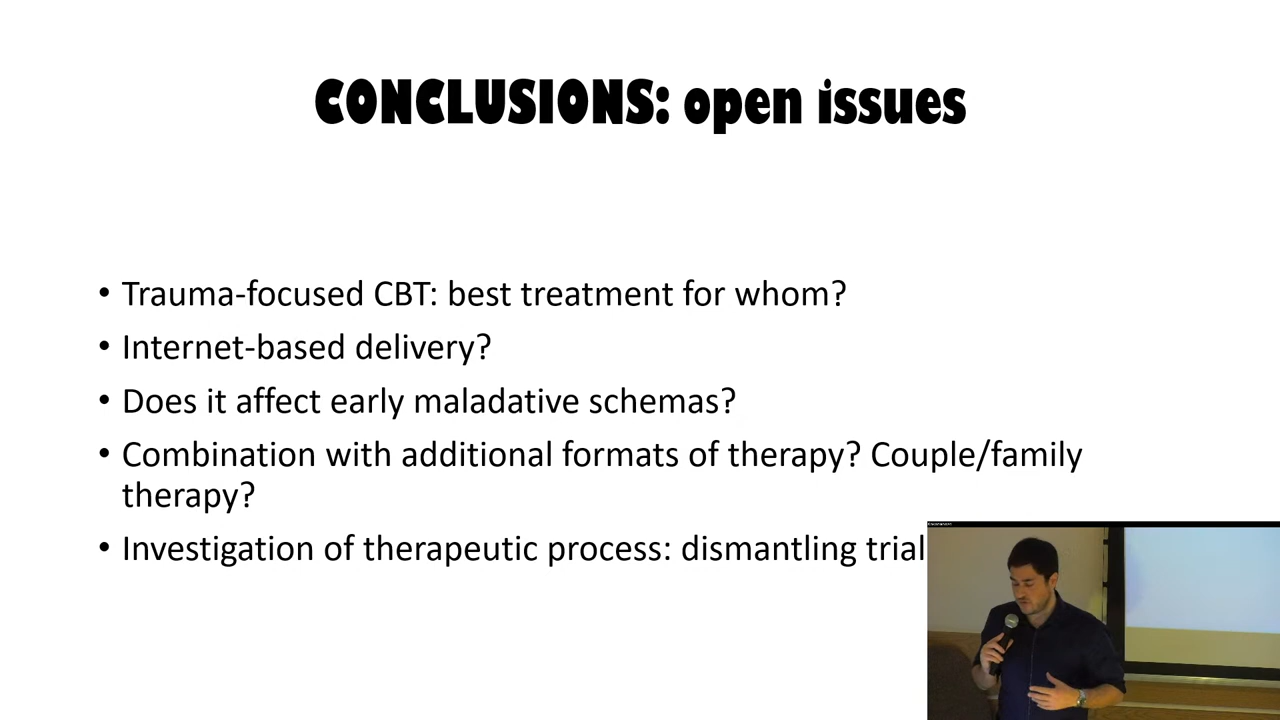 CONCLUSIONS: open issues
• Trauma-focused CBT: best treatment for whom?
• Internet-based delivery?
• Does it affect early maladative schemas?
• Combination with additional formats of therapy? Couple/family
therapy?
• Investigation of therapeutic process: dismantling trial